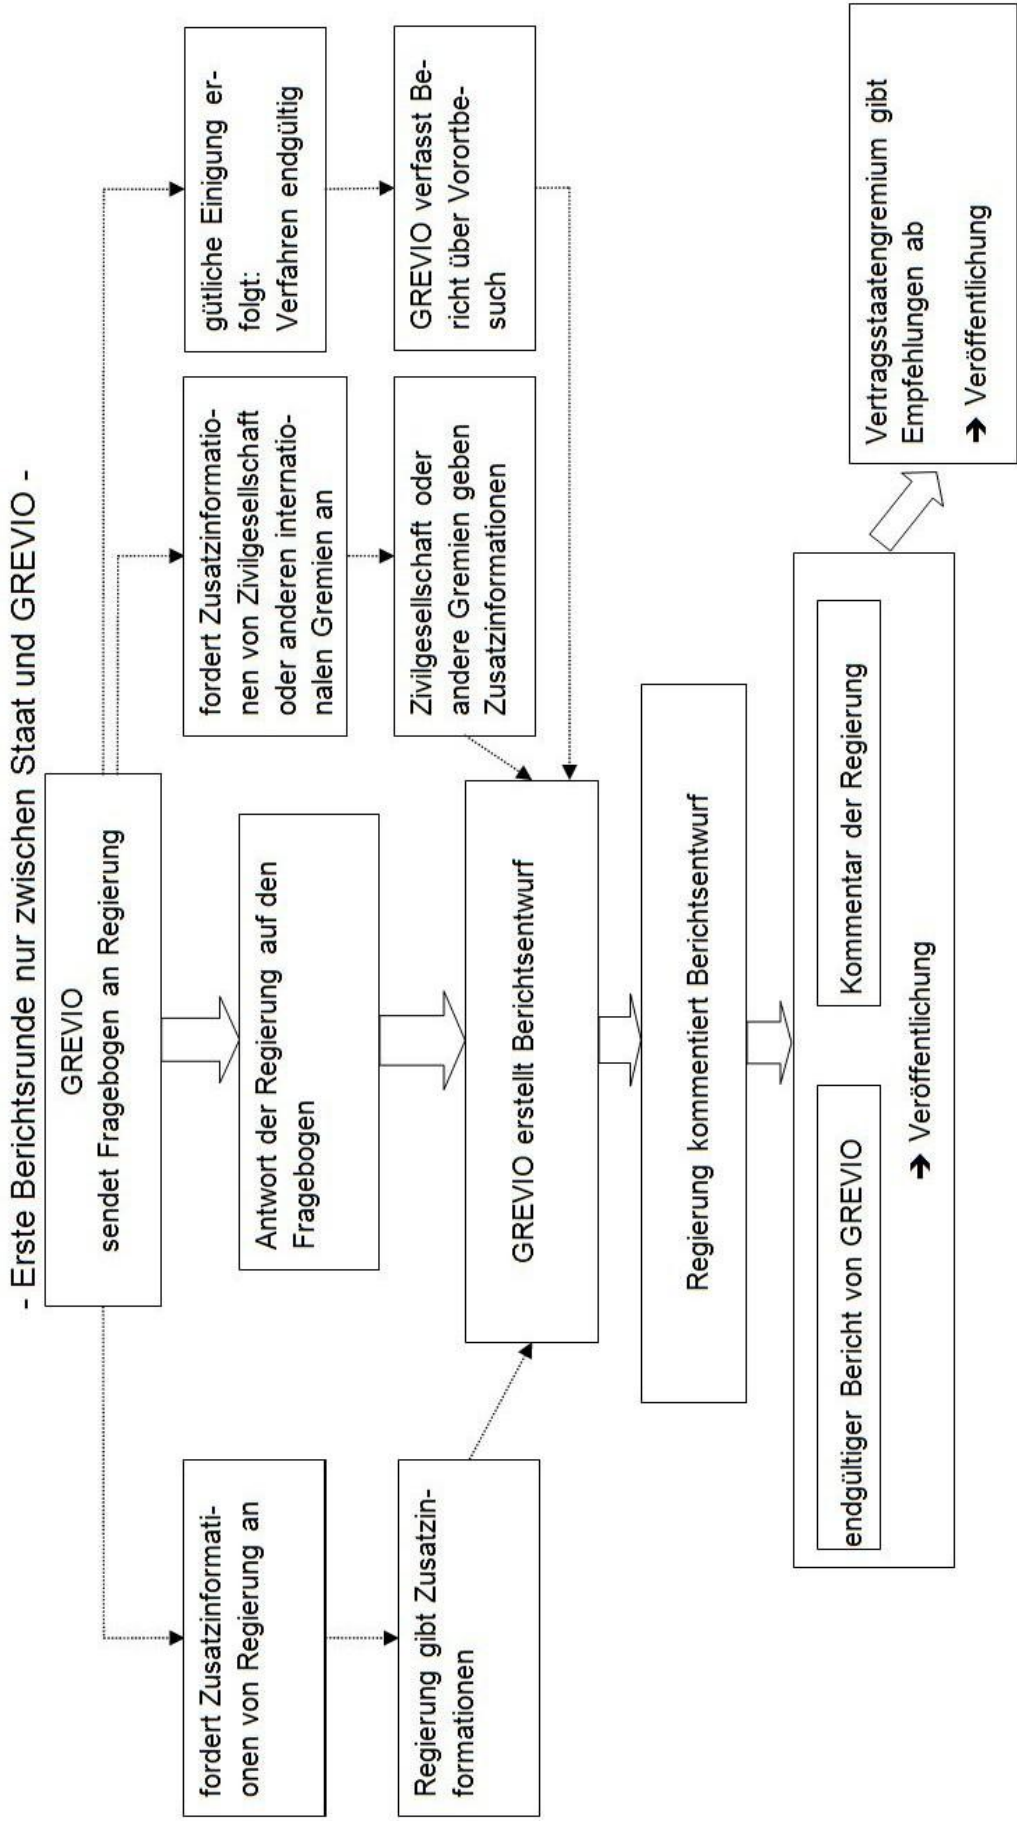 - Erste Berichtsrunde nur zwischen Staat und GREVIO -
GREVIO
sendet Fragebogen an Regierung
fordert Zusatzinformati-
onen von Regierung an
Antwort der Regierung auf den
Fragebogen
fordert Zusatzinformatio-
nen von Zivilgesellschaft
oder anderen internatio-
nalen Gremien an
gütliche Einigung er-
folgt:
Verfahren endgültig
Regierung gibt Zusatzin-
formationen
Zivilgesellschaft oder
andere Gremien geben
Zusatzinformationen
GREVIO verfasst Be-
richt über Vorortbe-
such
GREVIO erstellt Berichtsentwurf
Regierung kommentiert Berichtsentwurf
endgültiger Bericht von GREVIO
Kommentar der Regierung
➔ Veröffentlichung
Vertragsstaatengremium gibt
Empfehlungen ab
➔ Veröffentlichung